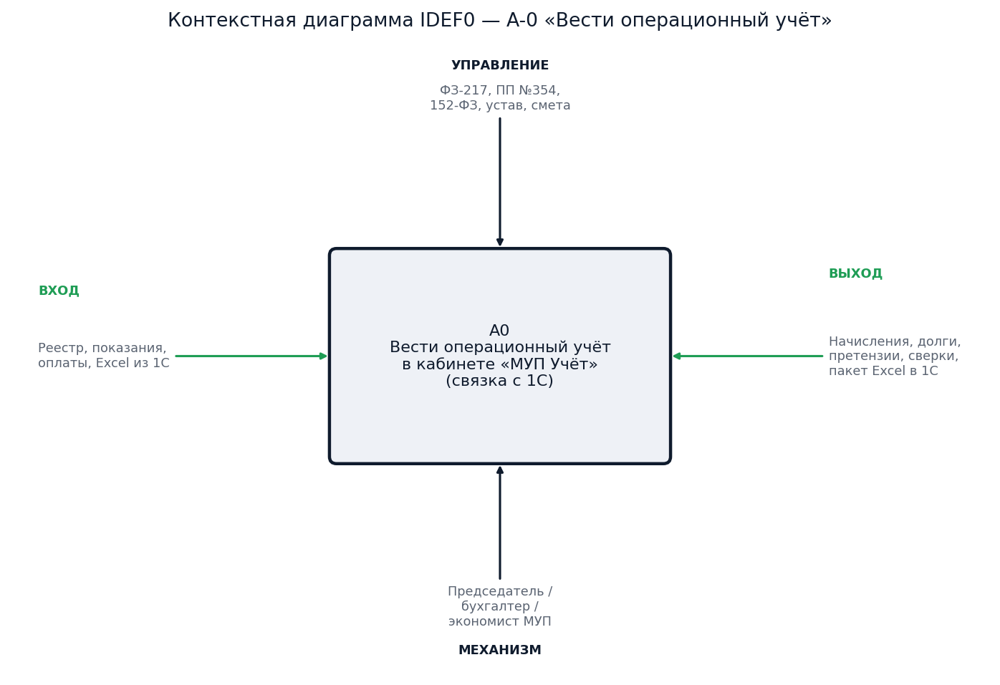 Контекстная диаграмма IDEF0 — A-0 «Вести операционный учёт»
УПРАВЛЕНИЕ
ФЗ-217, ПП №354,
152-ФЗ, устав, смета
ВХОД
Реестр, показания,
оплаты, Excel из 1С
A0
Вести операционный учёт
в кабинете «МУП Учёт»
(связка с 1С)
ВЫХОД
Начисления, долги,
претензии, сверки,
пакет Excel в 1С
Председатель /
бухгалтер /
экономист МУП
МЕХАНИЗМ